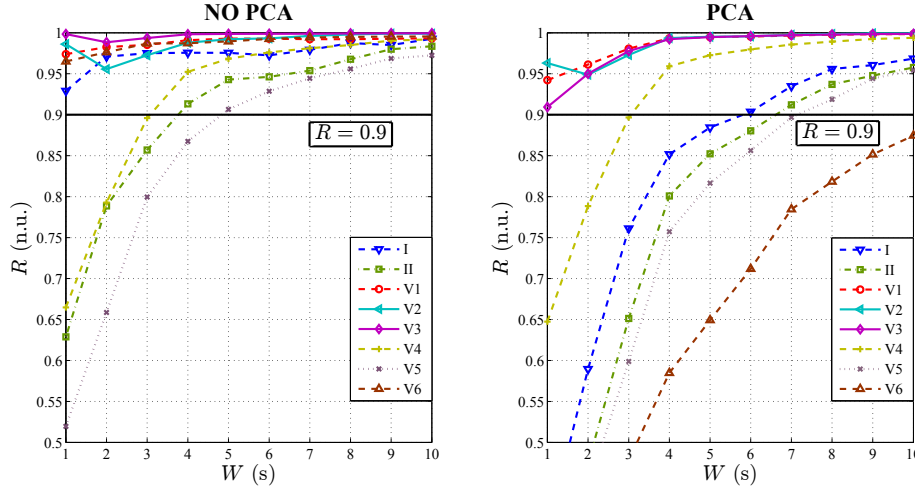 NO PCA
1
0.95
0.9
0.85
0.8
0.75
0.7
0.65
0.6
0.55
0.5
R (n.u.)
R = 0.9
I
II
V1
V2
V3
V4
V5
V6
1 2 3 4 5 6 7 8 9 10
W (s)
PCA
1
0.95
0.9
0.85
0.8
0.75
0.7
0.65
0.6
0.55
0.5
R (n.u.)
R = 0.9
I
II
V1
V2
V3
V4
V5
V6
1 2 3 4 5 6 7 8 9 10
W (s)